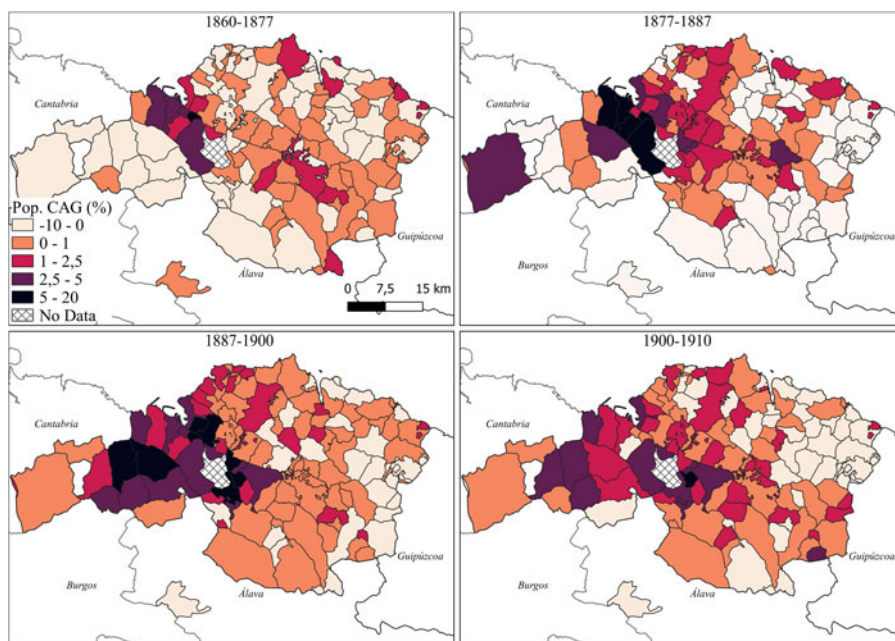 1860-1877
Cantabria
Pop. CAG (%)
-10 - 0
0 - 1
1 - 2,5
2,5 - 5
5 - 20
No Data
Burgos
Álava
Guipúzcoa
0 7,5 15 km
1877-1887
Cantabria
Guipúzcoa
Burgos
Álava
1887-1900
Cantabria
Guipúzcoa
Burgos
Álava
1900-1910
Cantabria
Guipúzcoa
Burgos
Álava